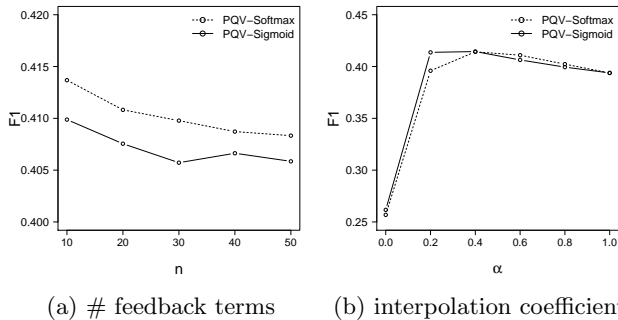 0.420
0.415
0.410
0.405
0.400
F1
PQV−Softmax
PQV−Sigmoid
10 20 30 40 50
n
(a) # feedback terms
0.45
0.40
0.35
0.30
0.25
F1
PQV−Softmax
PQV−Sigmoid
0.0 0.2 0.4 0.6 0.8 1.0
α
(b) interpolation coefficient